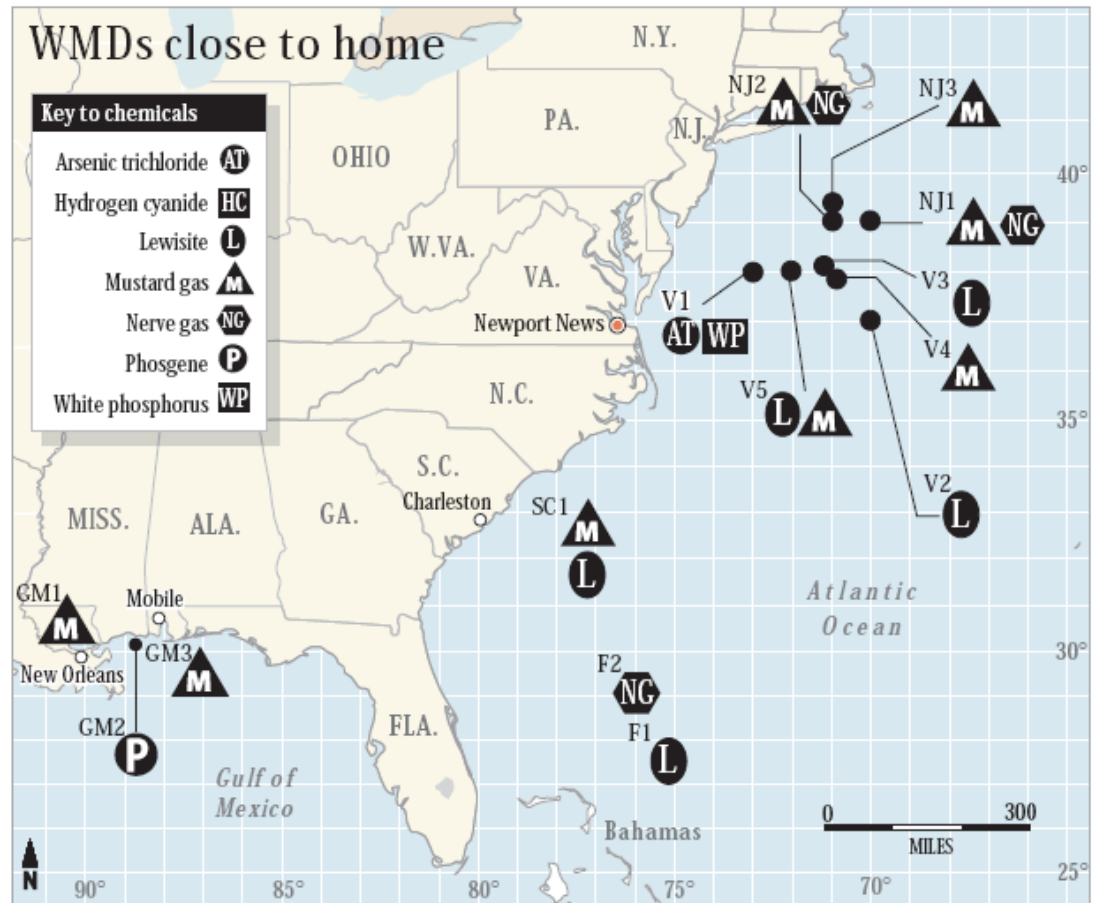 WMDs close to home
Key to chemicals
Arsenic trichloride AT
Hydrogen cyanide HC
Lewisite L
Mustard gas M
Nerve gas NG
Phosgene P
White phosphorus WP
N.Y.
PA.
N.J.
OHIO
W.VA.
VA.
Newport News
N.C.
S.C.
Charleston
GA.
ALA.
MISS.
Mobile
New Orleans
FLA.
Gulf of
Mexico
Bahamas
Atlantic
Ocean
NJ2
M NG
NJ3
M
NJ1
M NG
V3
L
V4
M
V1
AT WP
V5
L M
V2
L
SC1
M
L
F2
NG
F1
L
GM1
M
GM3
M
GM2
P
40°
35°
30°
25°
90°
85°
80°
75°
70°
0 300
MILES
N